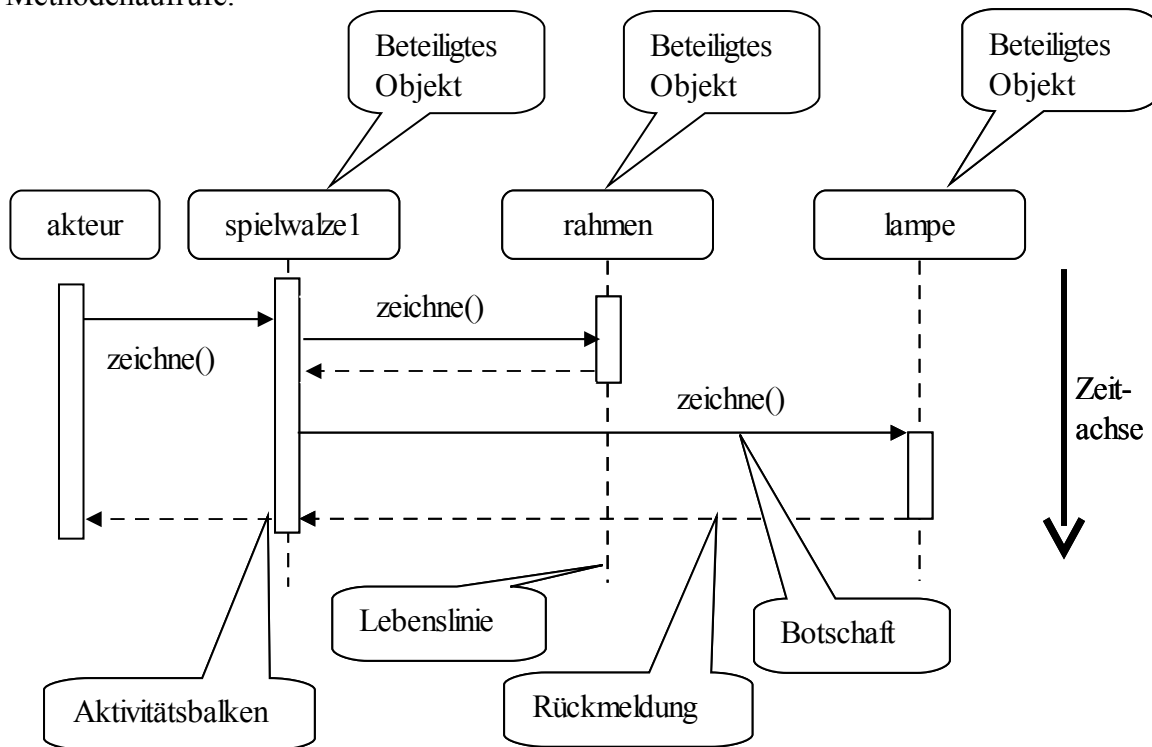 Methodenaufrufe.
Beteiligtes
Objekt
Beteiligtes
Objekt
Beteiligtes
Objekt
akteur
spielwalze1
rahmen
lampe
zeichne()
zeichne()
zeichne()
Zeit-
achse
Lebenslinie
Botschaft
Aktivitätsbalken
Rückmeldung